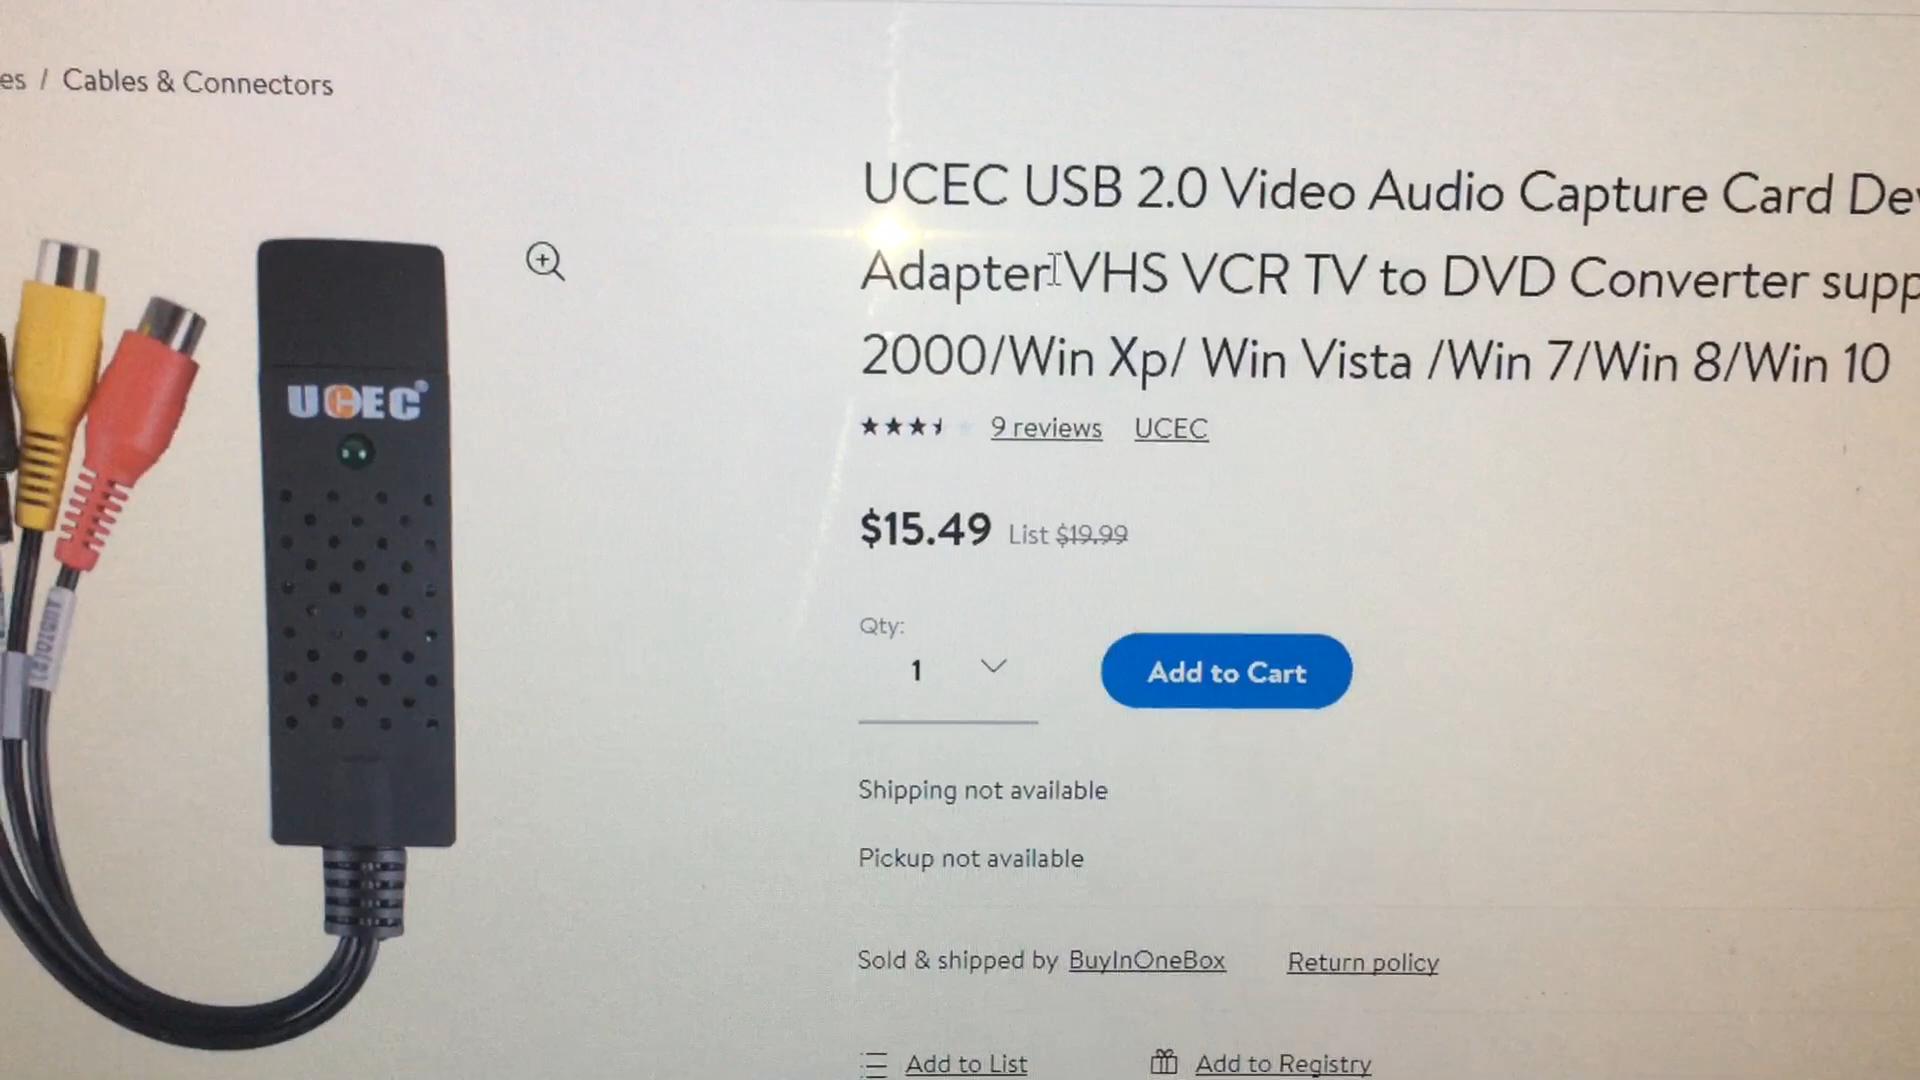 / Cables & Connectors
UCEC USB 2.0 Video Audio Capture Card
Adapter VHS VCR TV to DVD Converter
2000/Win Xp/ Win Vista /Win 7/Win 8/Win 10
9 reviews UCEC
$15.49 List $19.99
Qty:
1
Add to Cart
Shipping not available
Pickup not available
Sold & shipped by BuyInOneBox Return policy
Add to List Add to Registry
UCEC
AUDIO(R)